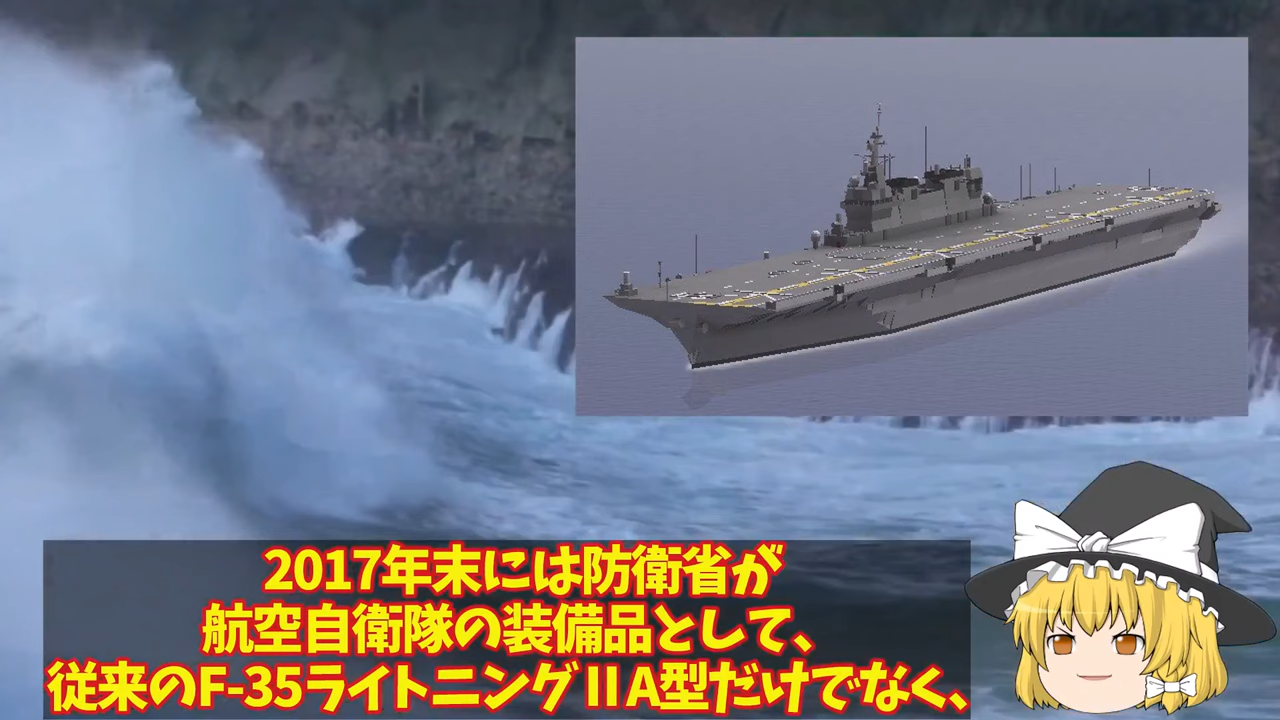 2017年末には防衛省が
航空自衛隊の装備品として、
従来のF-35ライトニングⅡA型だけでなく、